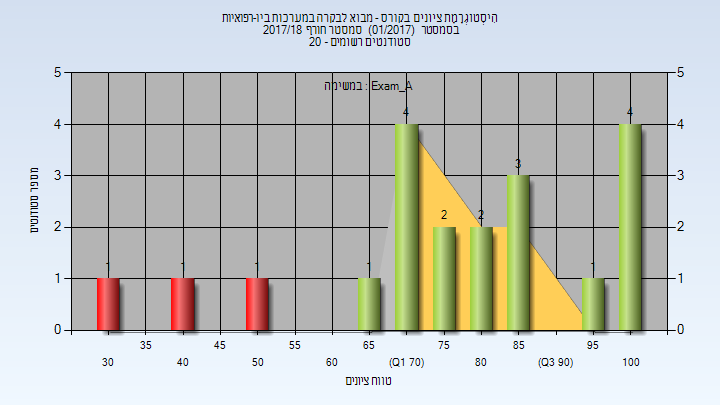 היסטוגרמת ציונים בקורס - מבוא לבקרה במערכות ביו-רפואיות
בסמסטר (01/2017) סמסטר חורף 2017/18
סטודנטים רשומים - 20
במשימה : Exam_A
5 5
4 4
3 3
2 2
1 1
0 0
1 1 1 1 4 2 2 3 1 4
מספר סטודנטים
35 45 55 65 75 85 95
30 40 50 60 (Q1 70) 80 (Q3 90) 100
טווח ציונים